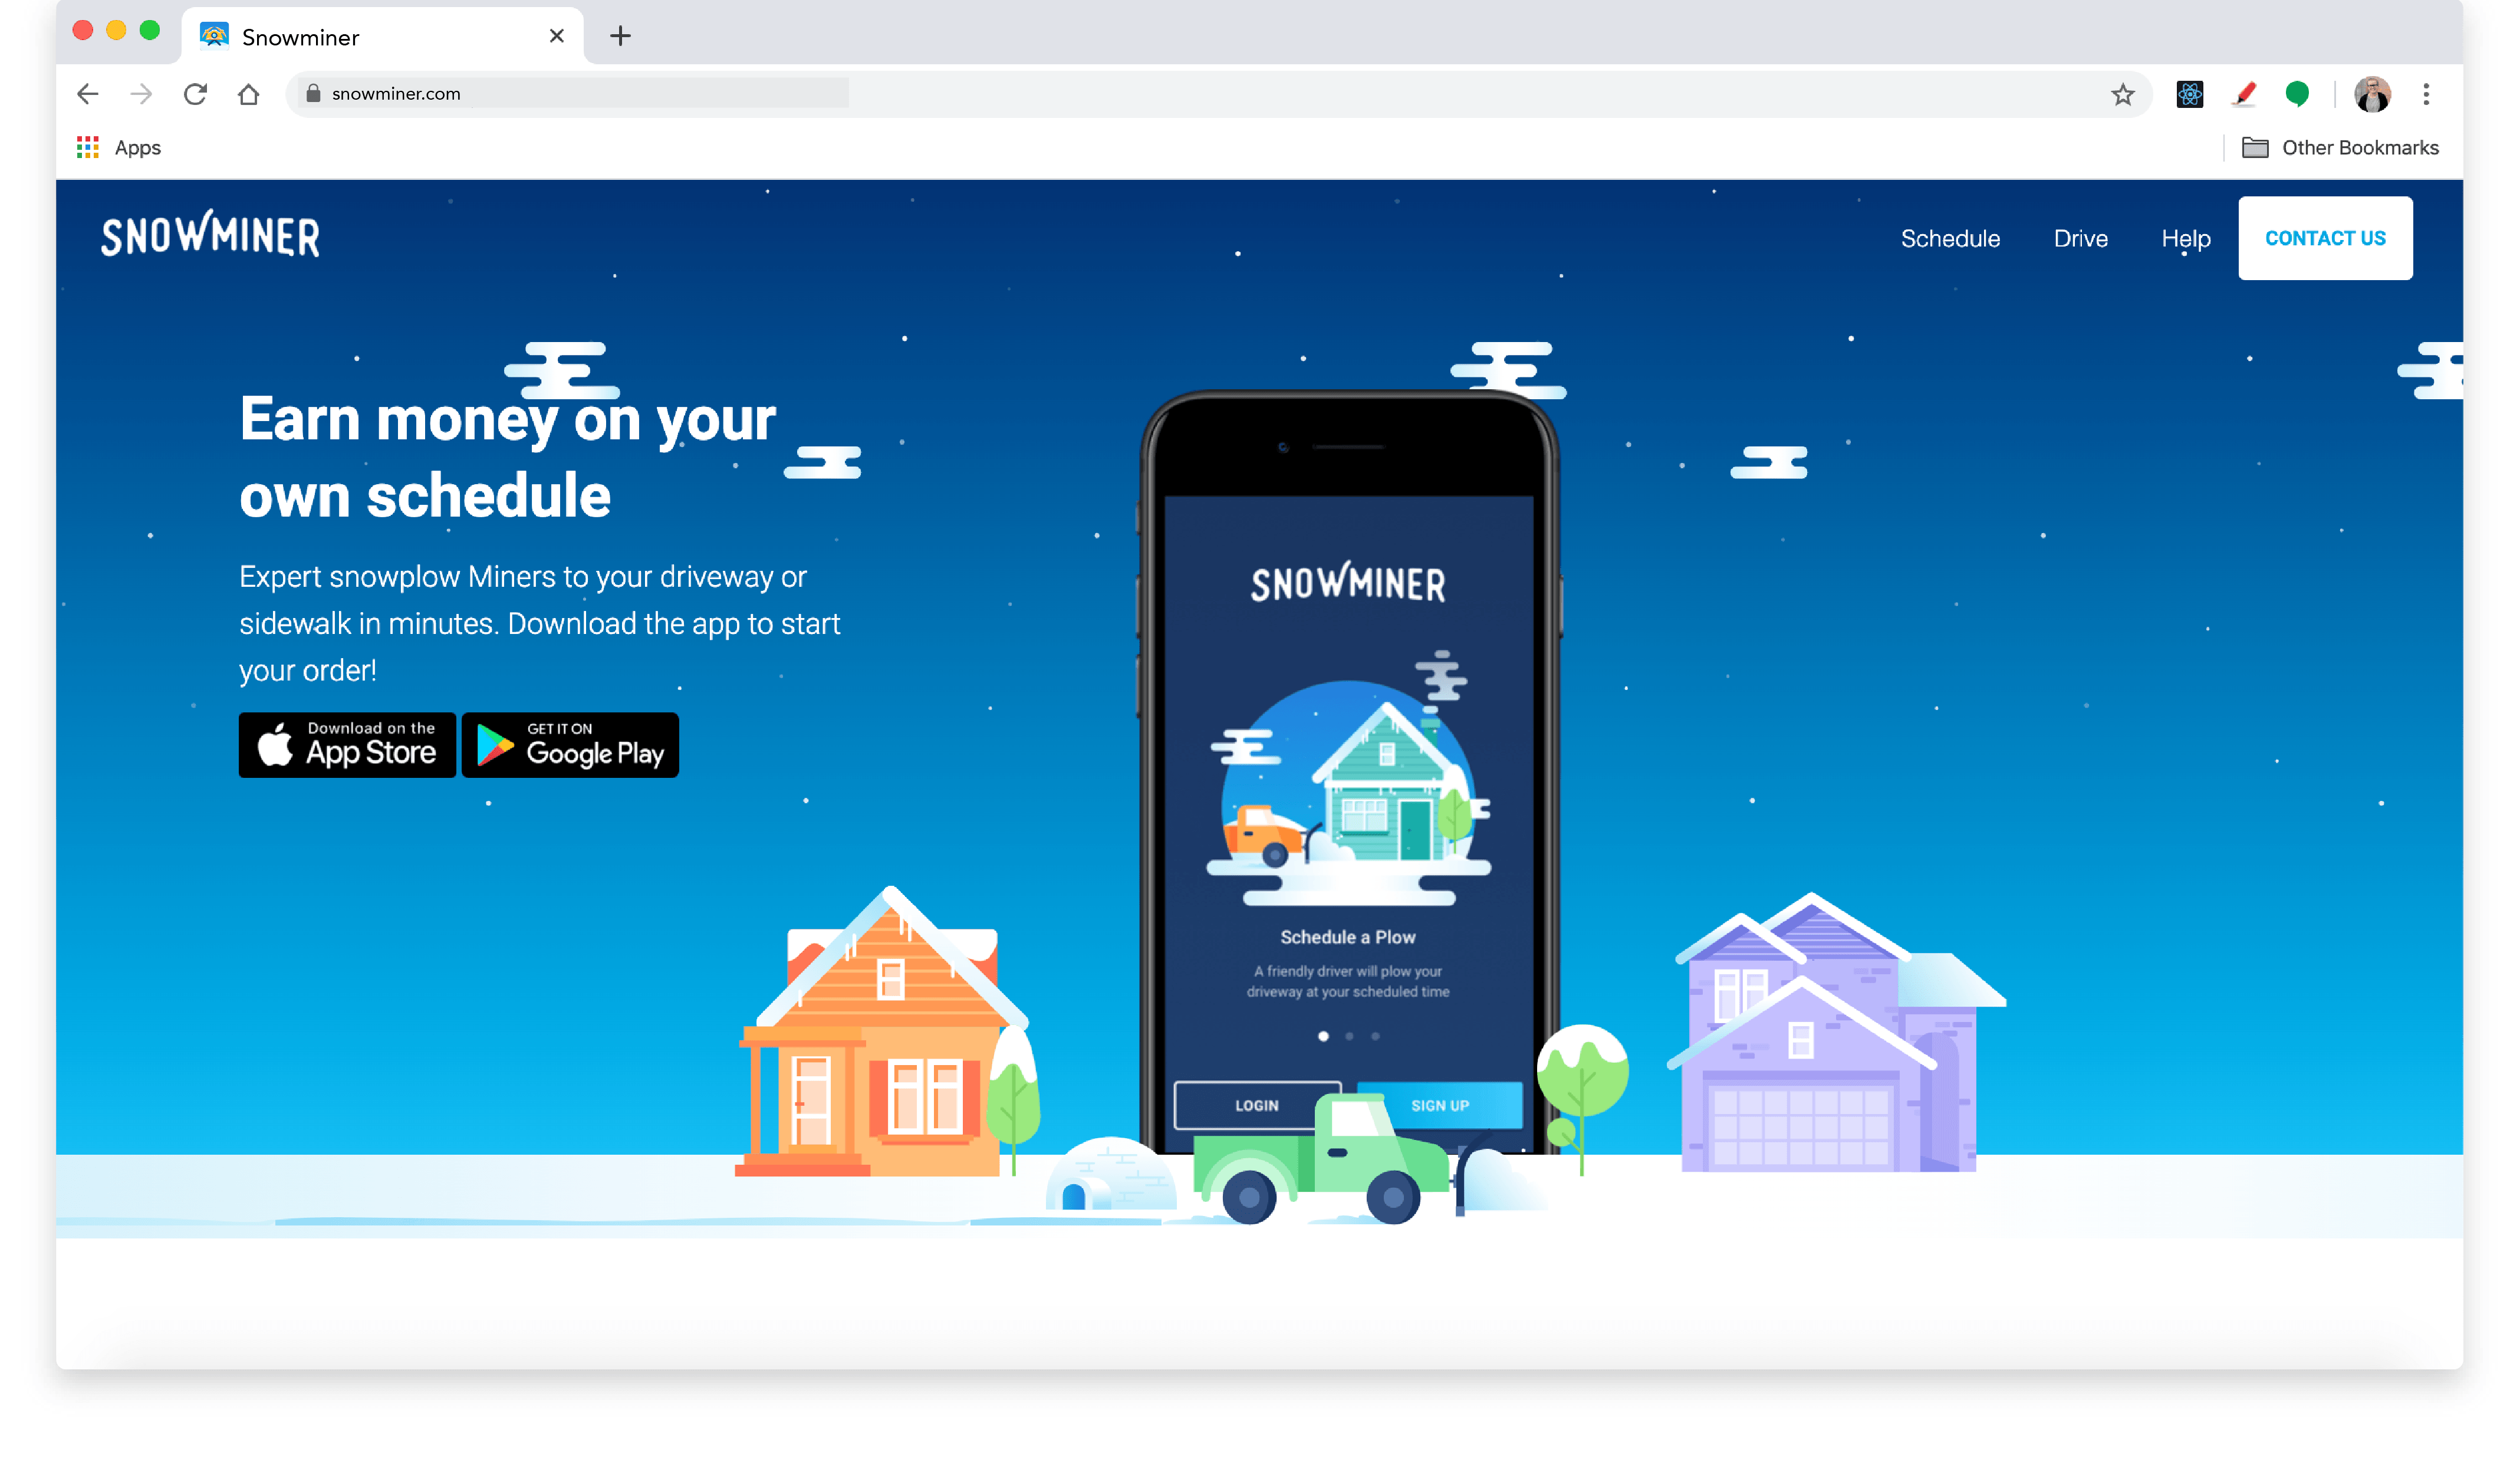 Snowminer
snowminer.com
Apps
Other Bookmarks
SNOWMINER
Schedule
Drive
Help
CONTACT US
Earn money on your
own schedule
Expert snowplow Miners to your driveway or
sidewalk in minutes. Download the app to start
your order!
Download on the
App Store
GET IT ON
Google Play
SNOWMINER
Schedule a Plow
A friendly driver will plow your
driveway at your scheduled time
LOGIN
SIGN UP